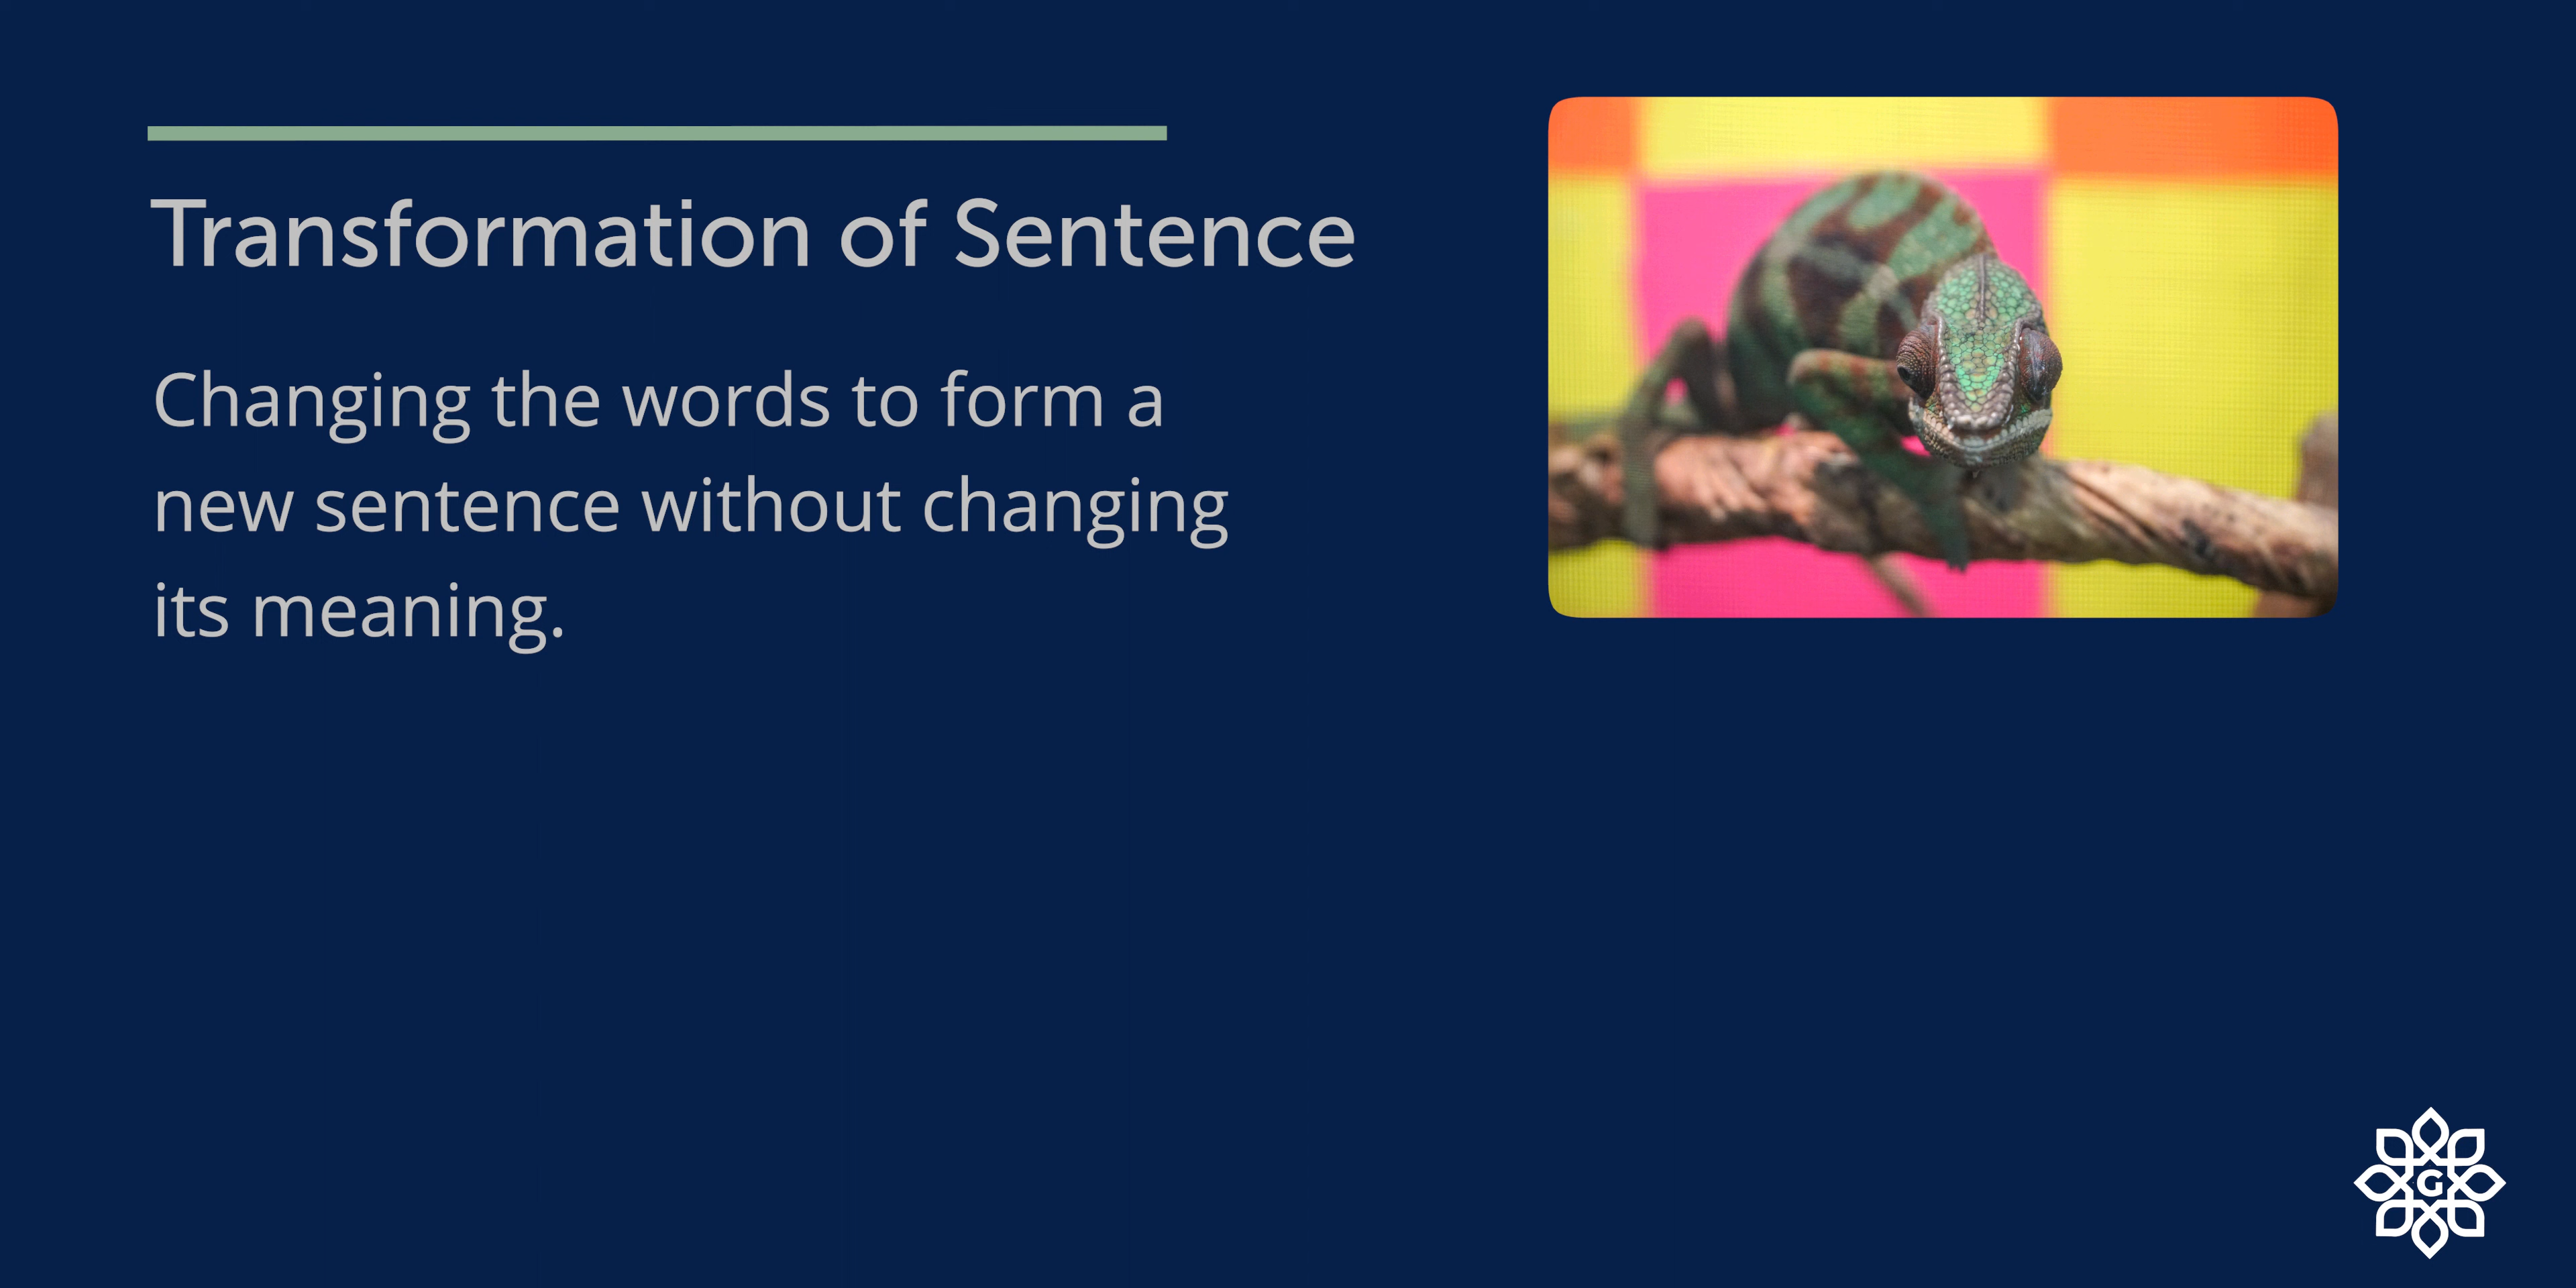 Transformation of Sentence
Changing the words to form a
new sentence without changing
its meaning.
G